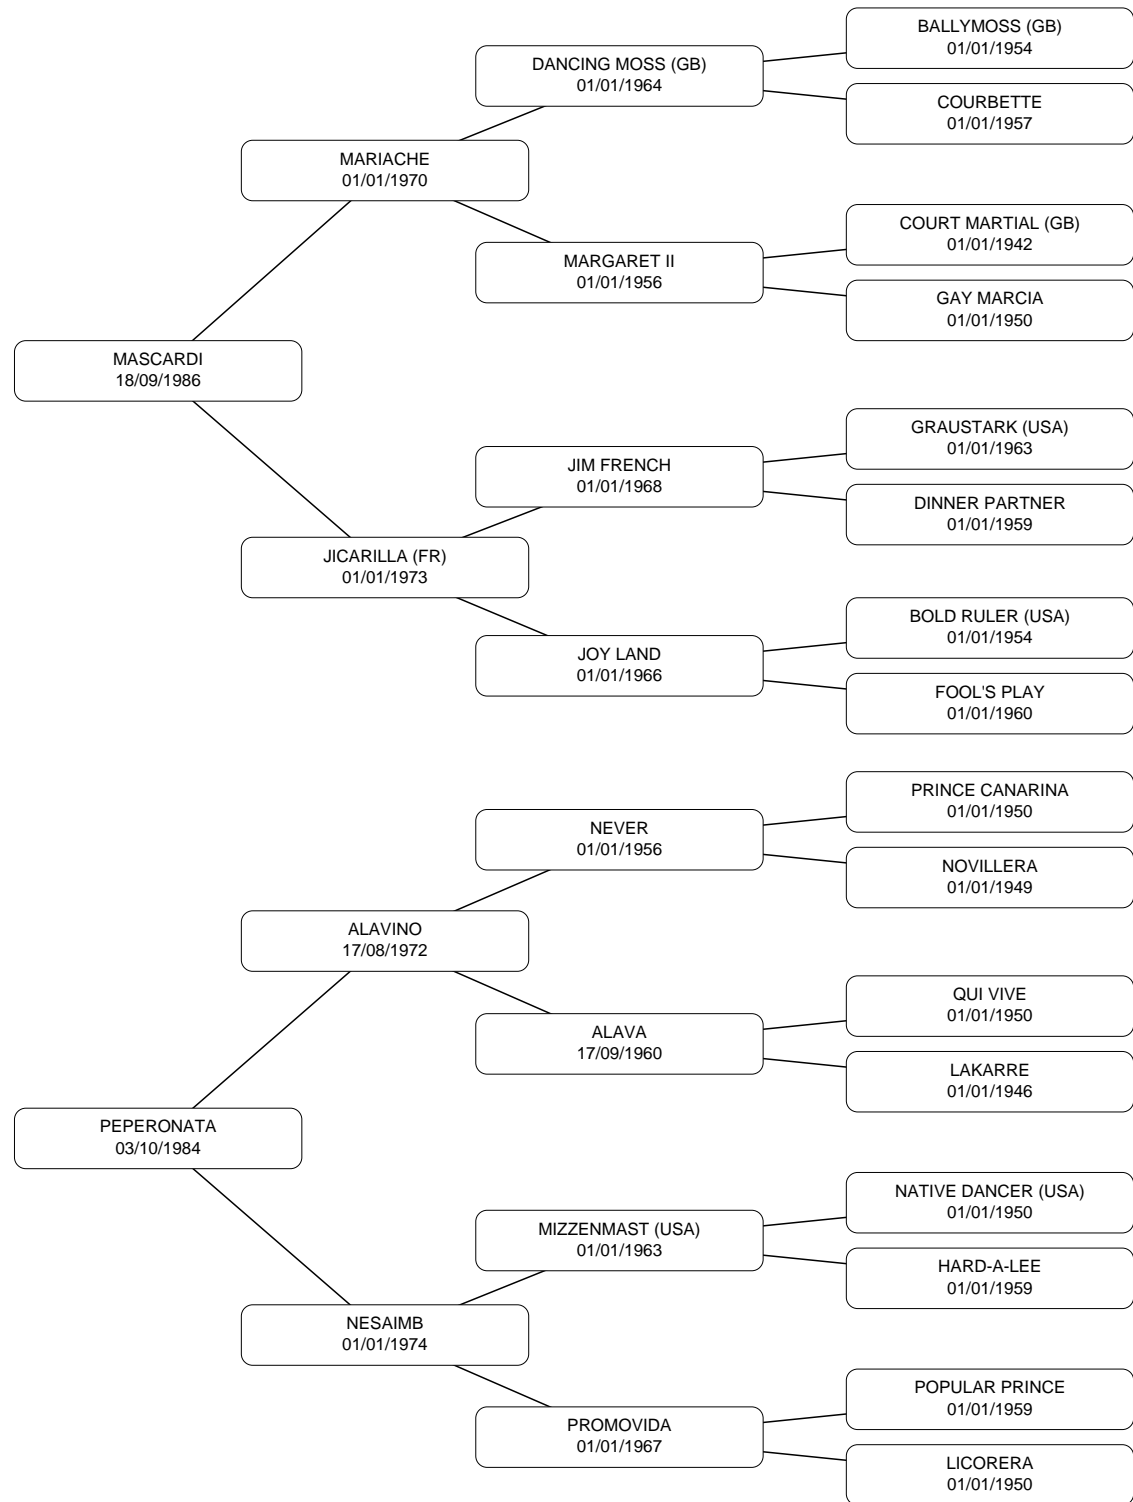 BALLYMOSS (GB)
01/01/1954
DANCING MOSS (GB)
01/01/1964
COURBETTE
01/01/1957
MARIACHE
01/01/1970
COURT MARTIAL (GB)
01/01/1942
MARGARET II
01/01/1956
GAY MARCIA
01/01/1950
MASCARDI
18/09/1986
GRAUSTARK (USA)
01/01/1963
JIM FRENCH
01/01/1968
DINNER PARTNER
01/01/1959
JICARILLA (FR)
01/01/1973
BOLD RULER (USA)
01/01/1954
JOY LAND
01/01/1966
FOOL'S PLAY
01/01/1960
PRINCE CANARINA
01/01/1950
NEVER
01/01/1956
NOVILLERA
01/01/1949
ALAVINO
17/08/1972
QUI VIVE
01/01/1950
ALAVA
17/09/1960
LAKARRE
01/01/1946
PEPERONATA
03/10/1984
NATIVE DANCER (USA)
01/01/1950
MIZZENMAST (USA)
01/01/1963
HARD-A-LEE
01/01/1959
NESAIMB
01/01/1974
POPULAR PRINCE
01/01/1959
PROMOVIDA
01/01/1967
LICORERA
01/01/1950